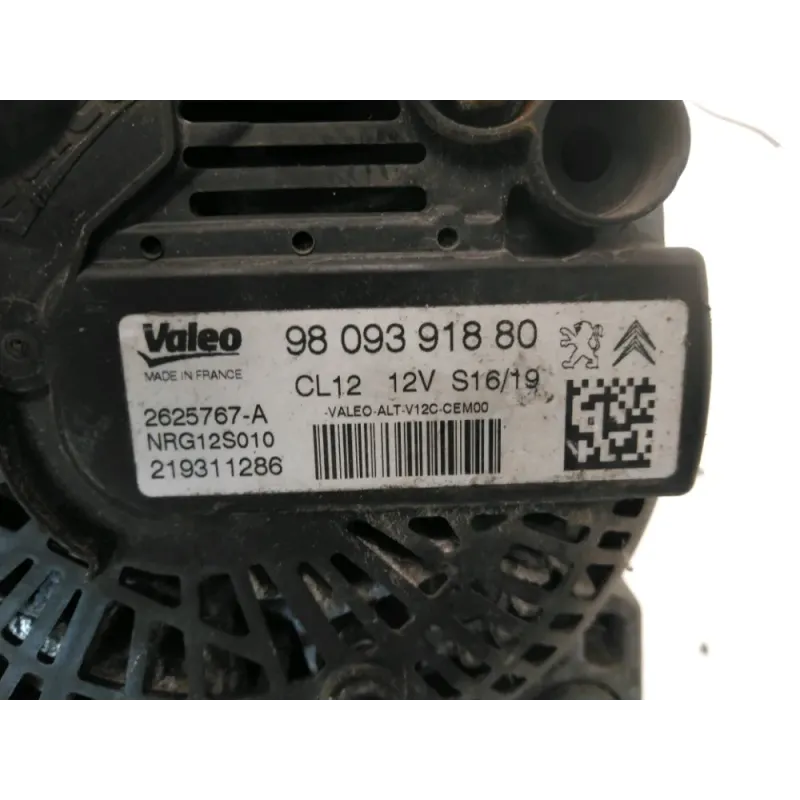 Valeo
MADE IN FRANCE
98 093 918 80
CL12 12V S16/19
2625767-A
NRG12S010
219311286
-VALEO-ALT-V12C-CEM00